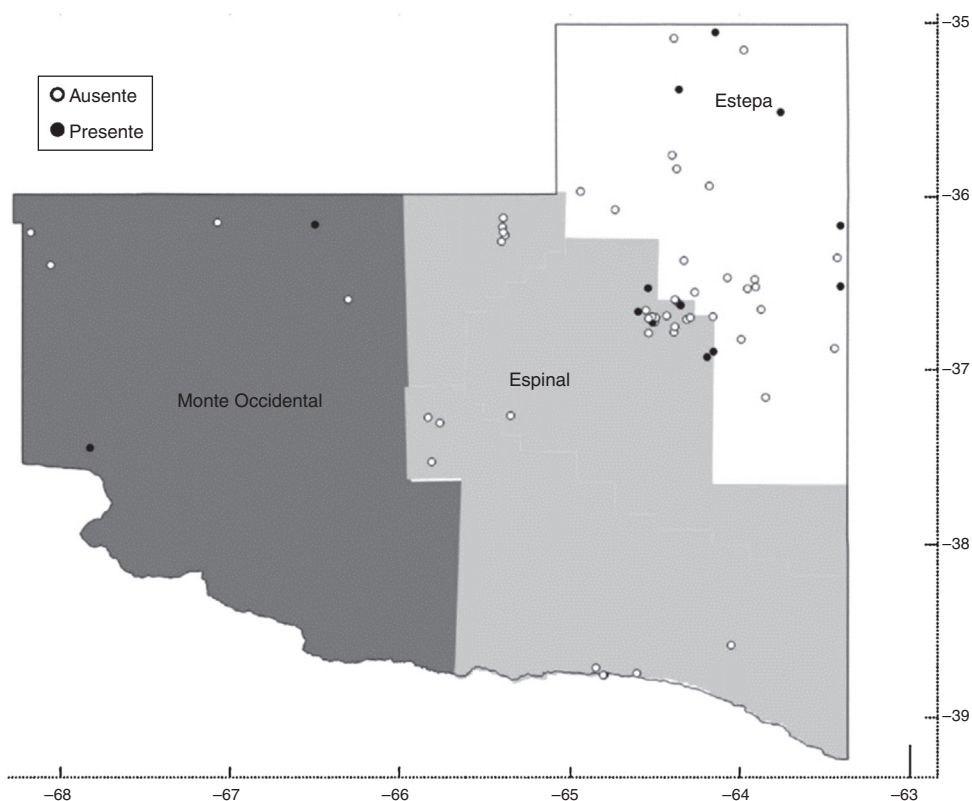 Ausente
Presente
Estepa
Espinal
Monte Occidental
–35
–36
–37
–38
–39
–68
–67
–66
–65
–64
–63